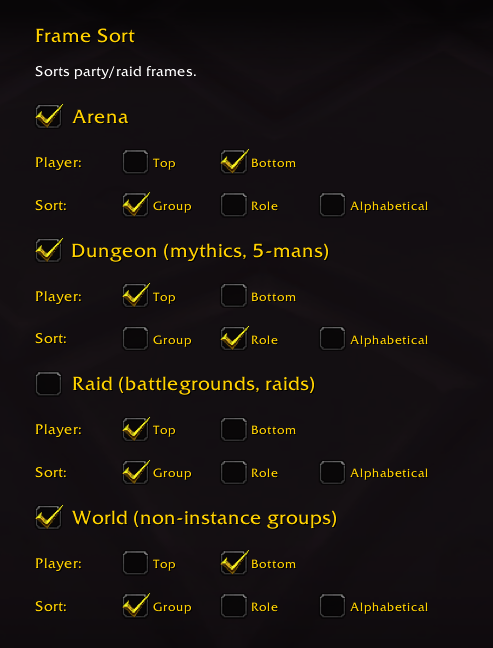 Frame Sort
Sorts party/raid frames.
Arena
Player: Top Bottom
Sort: Group Role Alphabetical
Dungeon (mythics, 5-mans)
Player: Top Bottom
Sort: Group Role Alphabetical
Raid (battlegrounds, raids)
Player: Top Bottom
Sort: Group Role Alphabetical
World (non-instance groups)
Player: Top Bottom
Sort: Group Role Alphabetical